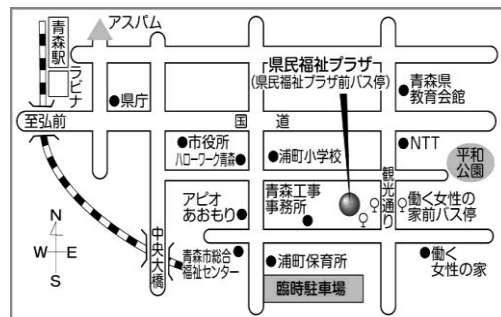 アスパム
青森駅
ラビナ
県庁
県民福祉プラザ
(県民福祉プラザ前バス停)
青森県
教育会館
至弘前
国道
市役所
ハローワーク青森
浦町小学校
NTT
平和
公園
観光通り
アピオ
あおもり
青森工事
事務所
働く女性の
家前バス停
N
W E
S
中央大橋
青森市総合
福祉センター
浦町保育所
働く
女性の家
臨時駐車場